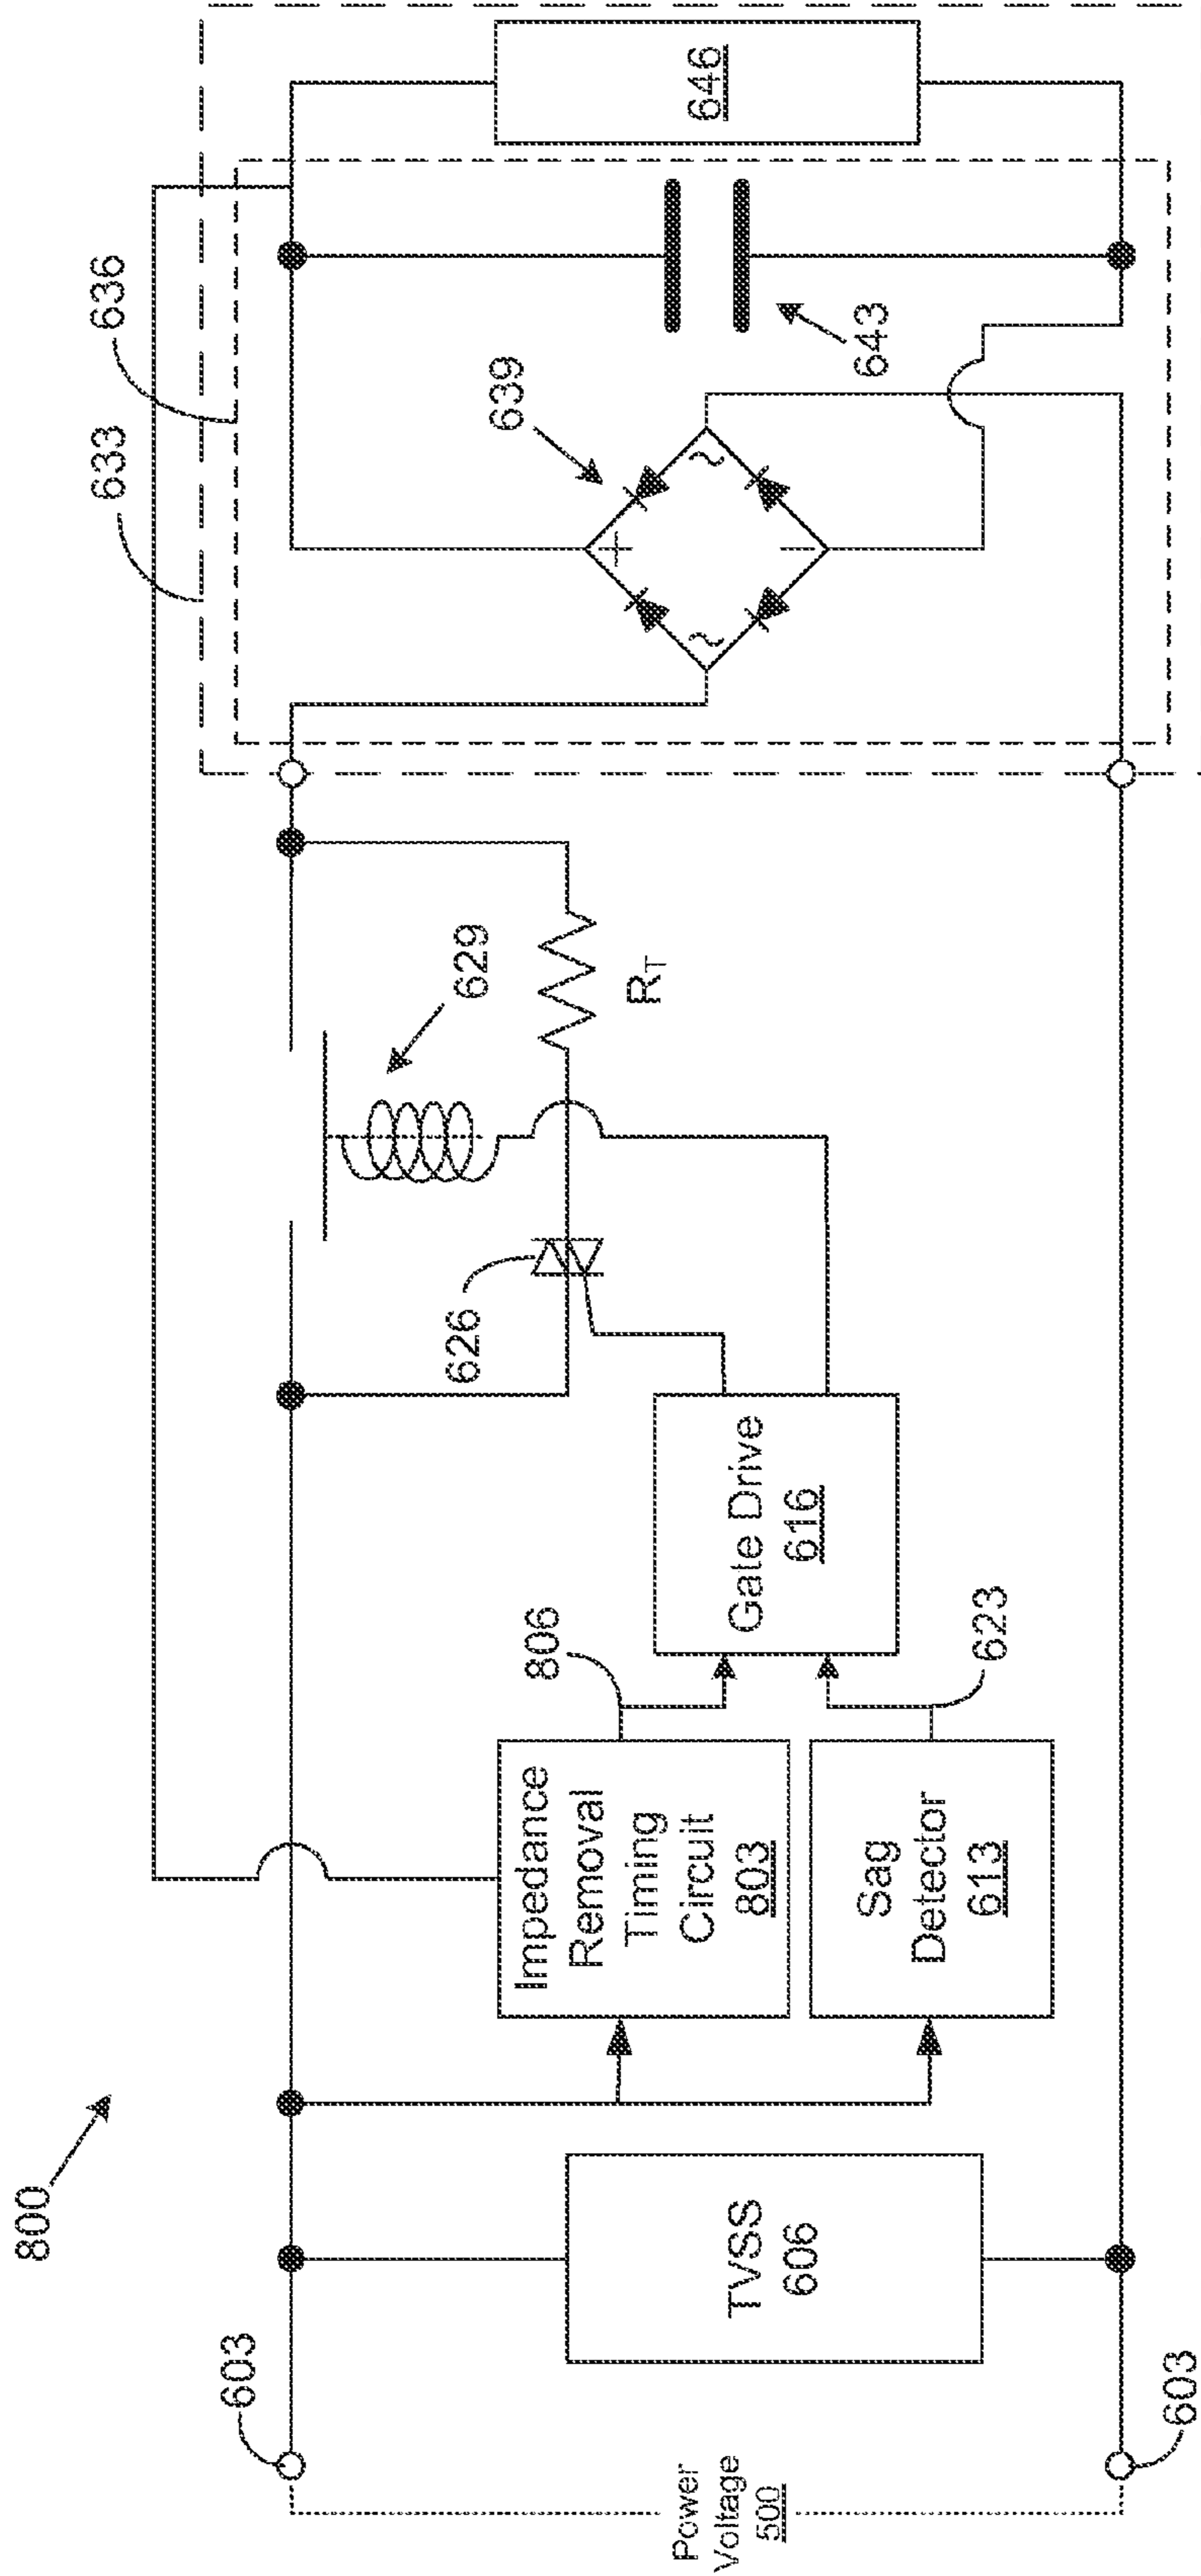 800
603
Power
Voltage
500
603
TVSS
606
Impedance
Removal
Timing
Circuit
803
Sag
Detector
613
806
623
Gate Drive
616
626
629
R_T
633
636
639
~
+
~
643
646